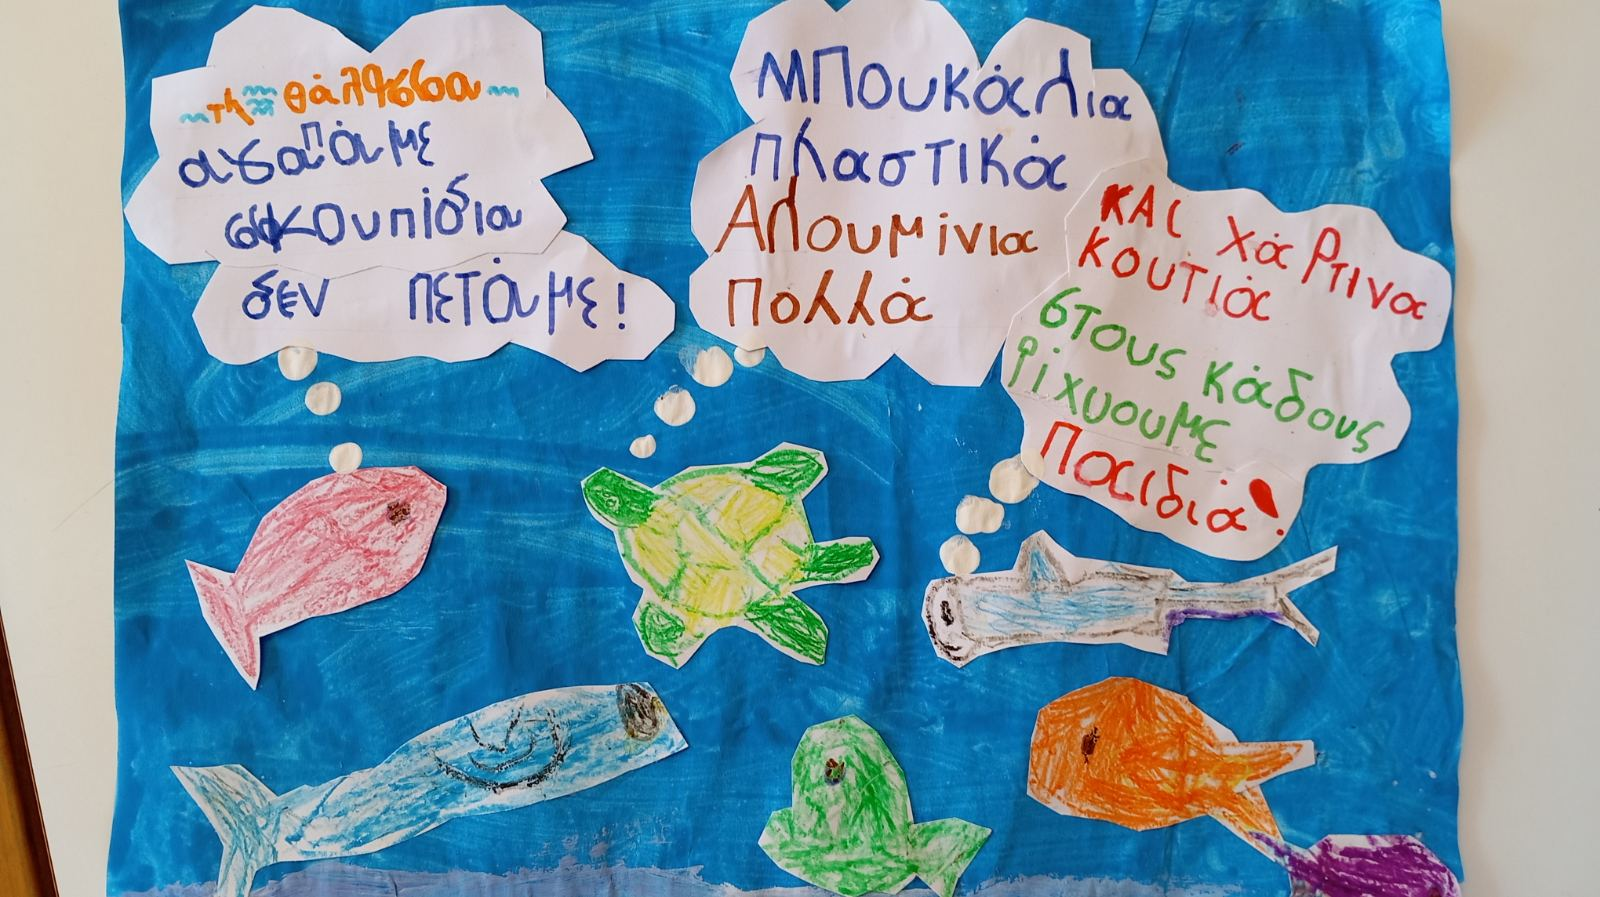 τη θάλασσα
αγαπάμε
σκουπίδια
δεν πετάμε!
ΜΠουκάλια
πλαστικά
Αλουμίνια
Πολλά
ΚΑι χάρτινα
κουτιά
στους κάδους
ρίχνουμε
Παιδιά!